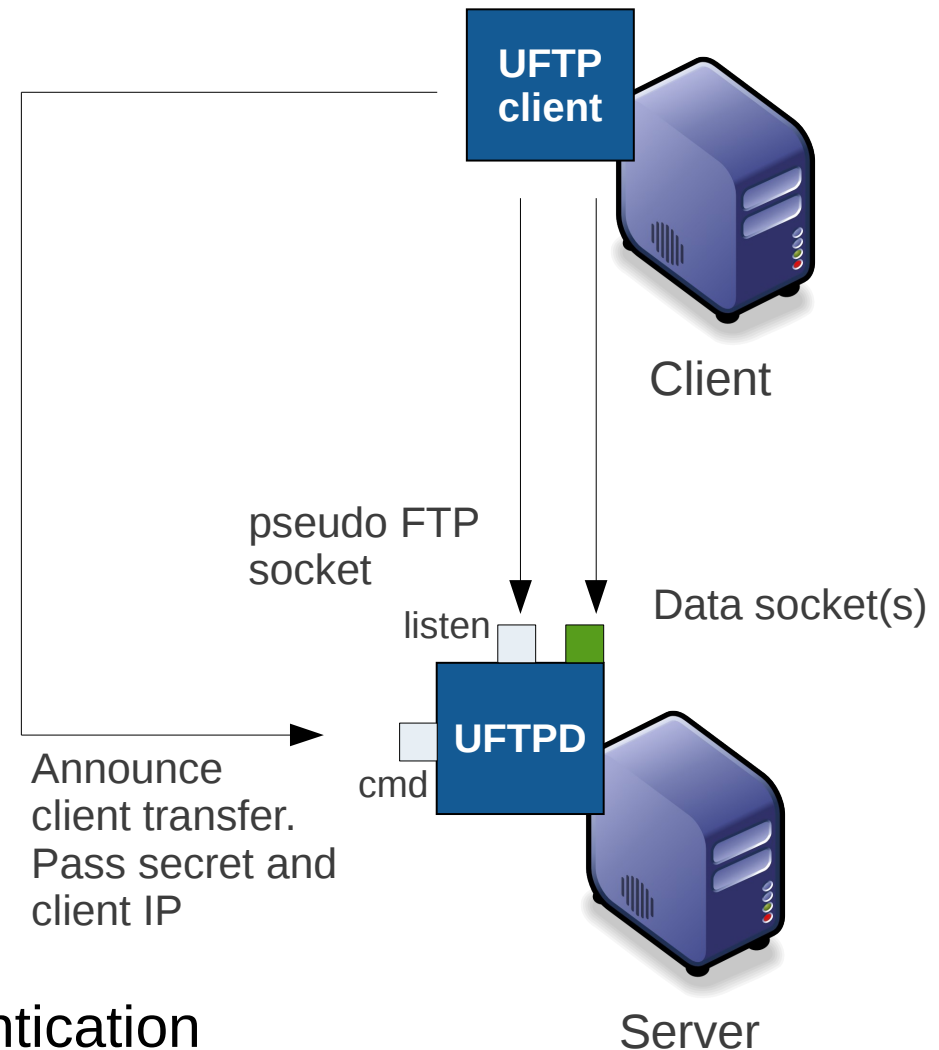 UFTP
client
Client
pseudo FTP
socket
listen
Data socket(s)
UFTPD
cmd
Announce
client transfer.
Pass secret and
client IP
ntication
Server